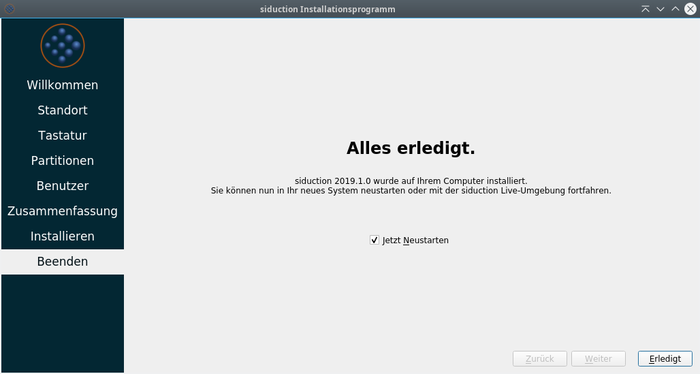 siduction Installationsprogramm
Willkommen
Standort
Tastatur
Partitionen
Benutzer
Zusammenfassung
Installieren
Beenden
Alles erledigt.
siduction 2019.1.0 wurde auf Ihrem Computer installiert.
Sie können nun in Ihr neues System neustarten oder mit der siduction Live-Umgebung fortfahren.
Jetzt Neustarten
Zurück
Weiter
Erledigt